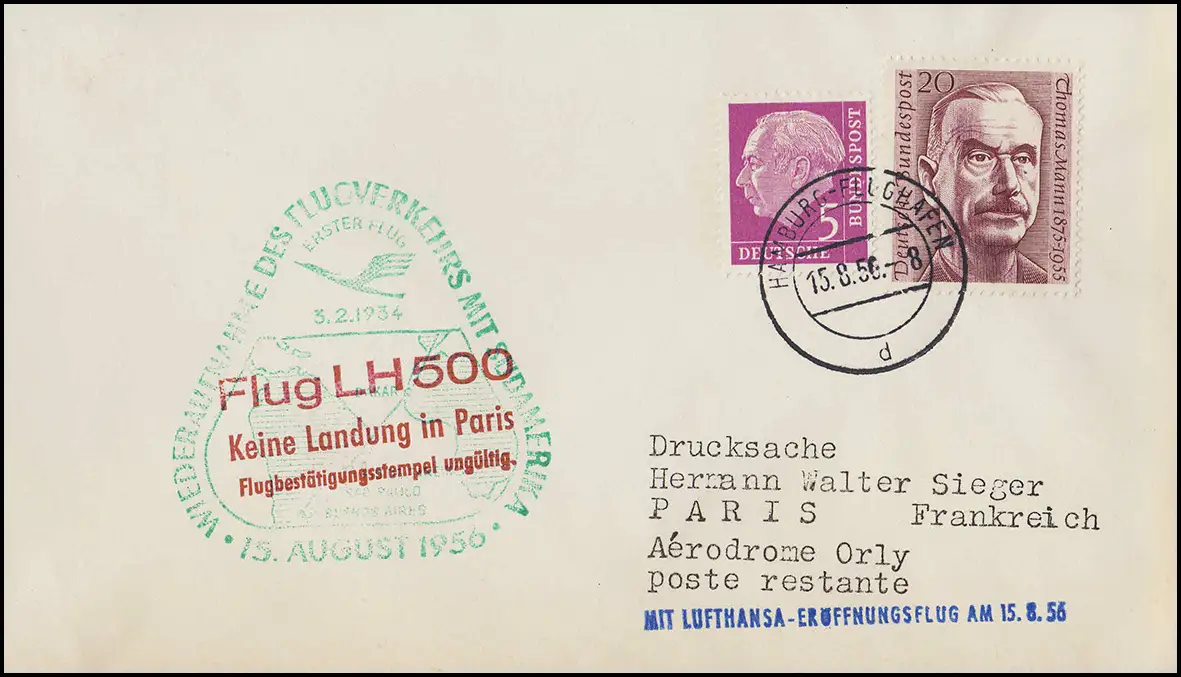 WIEDERAUFNAHME DES FLUGVERKEHRS MIT SÜDAMERIKA
ERSTER FLUG
3.2.1934
Flug LH 500
DAKAR
Keine Landung in Paris
Flugbestätigungsstempel ungültig.
SAO PAULO
BUENOS AIRES
• 15. AUGUST 1956 •
5
DEUTSCHE
BUNDESPOST
20
Deutsche Bundespost
Thomas Mann 1875-1955
HAMBURG-FLUGHAFEN
15.8.56.-8
d
Drucksache
Hermann Walter Sieger
PARIS Frankreich
Aérodrome Orly
poste restante
MIT LUFTHANSA-ERÖFFNUNGSFLUG AM 15.8.56